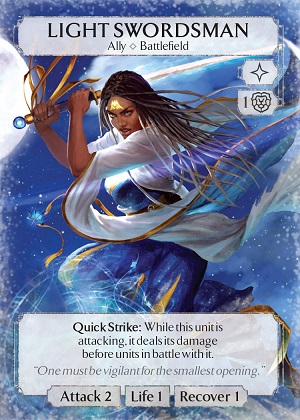 LIGHT SWORDSMAN
Ally ◇ Battlefield
1
Quick Strike: While this unit is
attacking, it deals its damage
before units in battle with it.
“One must be vigilant for the smallest opening.”
Attack 2 Life 1 Recover 1